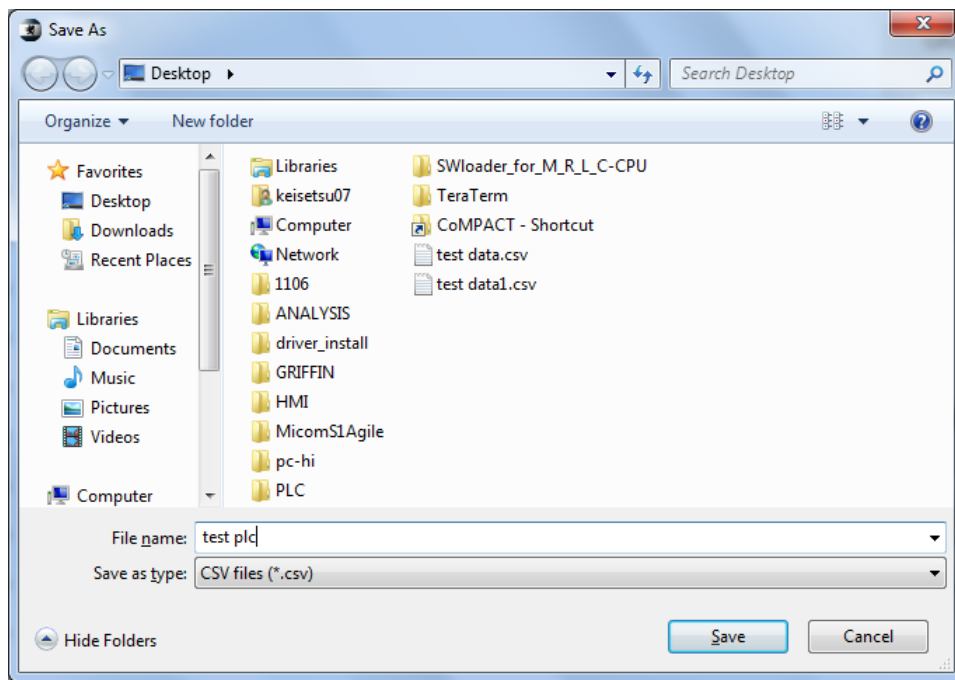 Save As
Desktop
Search Desktop
Organize
New folder
Favorites
Desktop
Downloads
Recent Places
Libraries
Documents
Music
Pictures
Videos
Computer
Libraries
keisetsu07
Computer
Network
1106
ANALYSIS
driver_install
GRIFFIN
HMI
MicomS1Agile
pc-hi
PLC
SWloader_for_M_R_L_C-CPU
TeraTerm
CoMPACT - Shortcut
test data.csv
test data1.csv
File name: test plc
Save as type: CSV files (*.csv)
Hide Folders
Save
Cancel